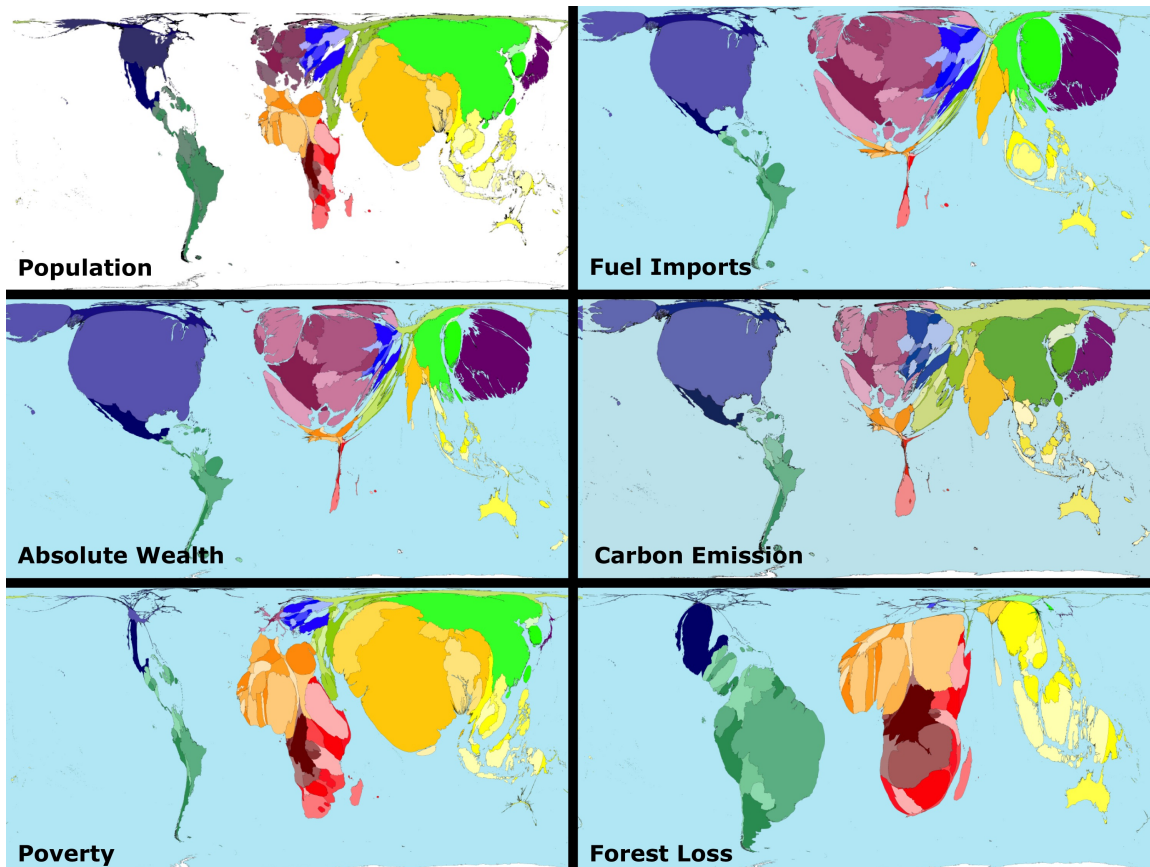 Population
Fuel Imports
Absolute Wealth
Carbon Emission
Poverty
Forest Loss